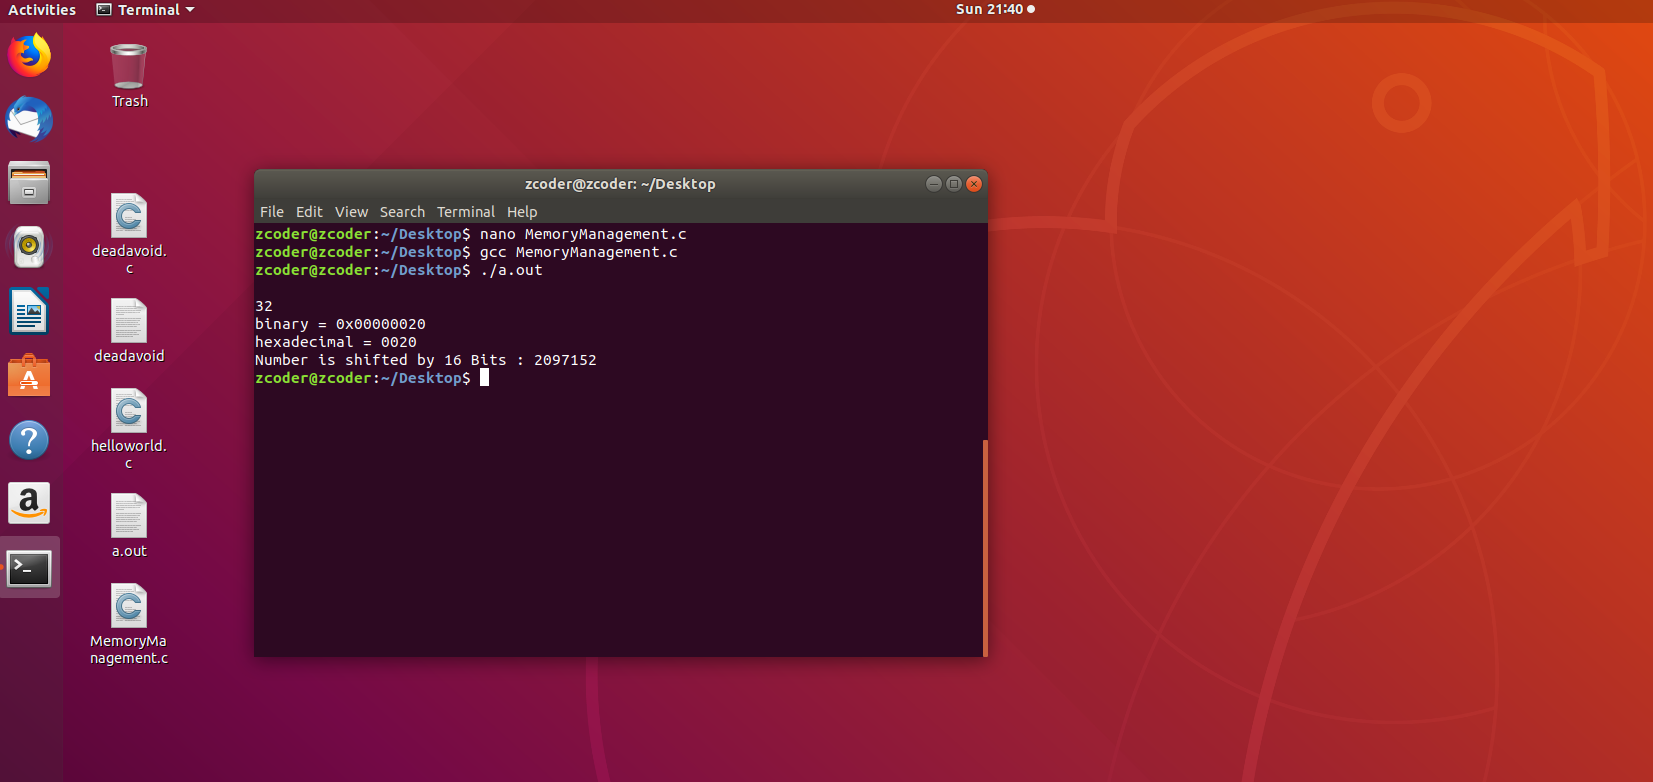 Activities Terminal Sun 21:40
Trash
deadavoid.
c
deadavoid
helloworld.
c
a.out
MemoryMa
nagement.c
zcoder@zcoder: ~/Desktop
File Edit View Search Terminal Help
zcoder@zcoder:~/Desktop$ nano MemoryManagement.c
zcoder@zcoder:~/Desktop$ gcc MemoryManagement.c
zcoder@zcoder:~/Desktop$ ./a.out
32
binary = 0x00000020
hexadecimal = 0020
Number is shifted by 16 Bits : 2097152
zcoder@zcoder:~/Desktop$